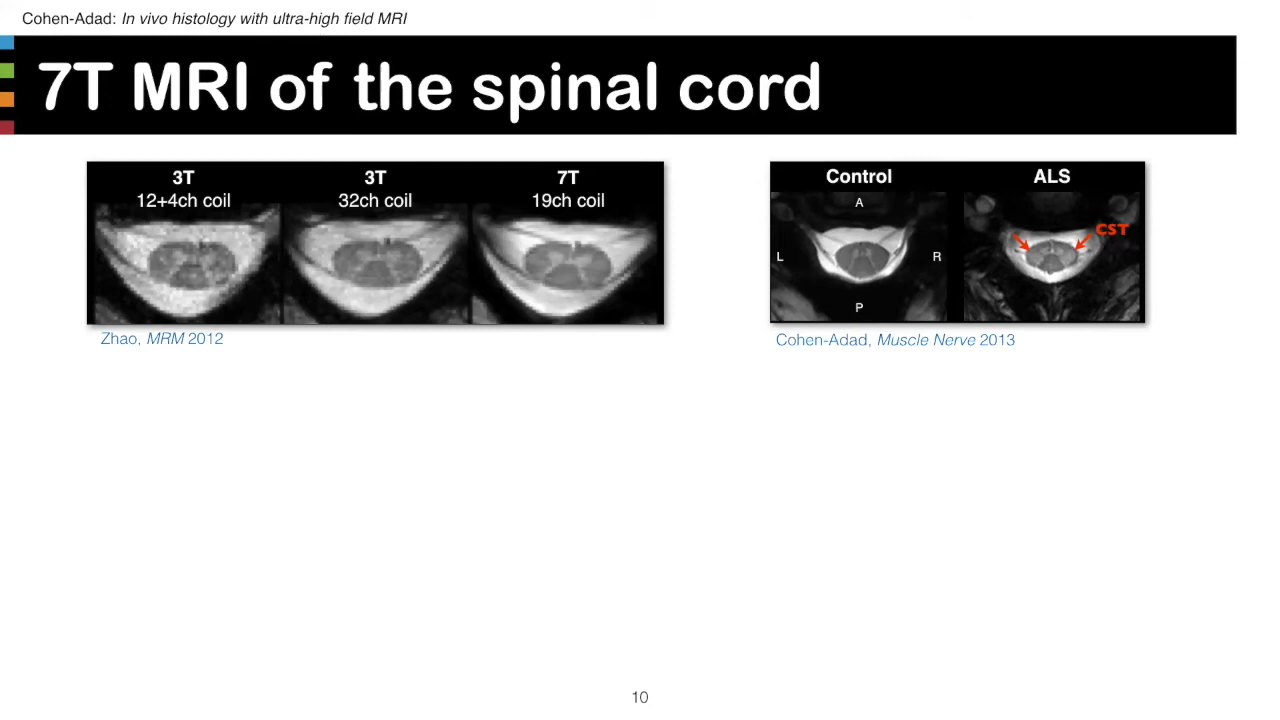 Cohen-Adad: In vivo histology with ultra-high field MRI
7T MRI of the spinal cord
3T
12+4ch coil
3T
32ch coil
7T
19ch coil
Zhao, MRM 2012
Control
ALS
A
CST
L
R
P
Cohen-Adad, Muscle Nerve 2013
10